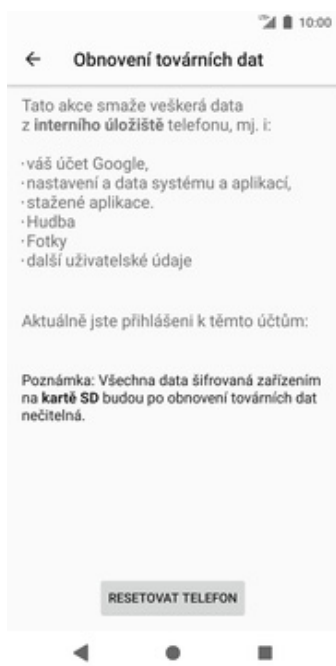 10:00
Obnovení továrních dat
Tato akce smaže veškerá data
z interního úložiště telefonu, mj. i:
·váš účet Google,
·nastavení a data systému a aplikací,
·stažené aplikace.
·Hudba
·Fotky
·další uživatelské údaje
Aktuálně jste přihlášeni k těmto účtům:
Poznámka: Všechna data šifrovaná zařízením
na kartě SD budou po obnovení továrních dat
nečitelná.
RESETOVAT TELEFON